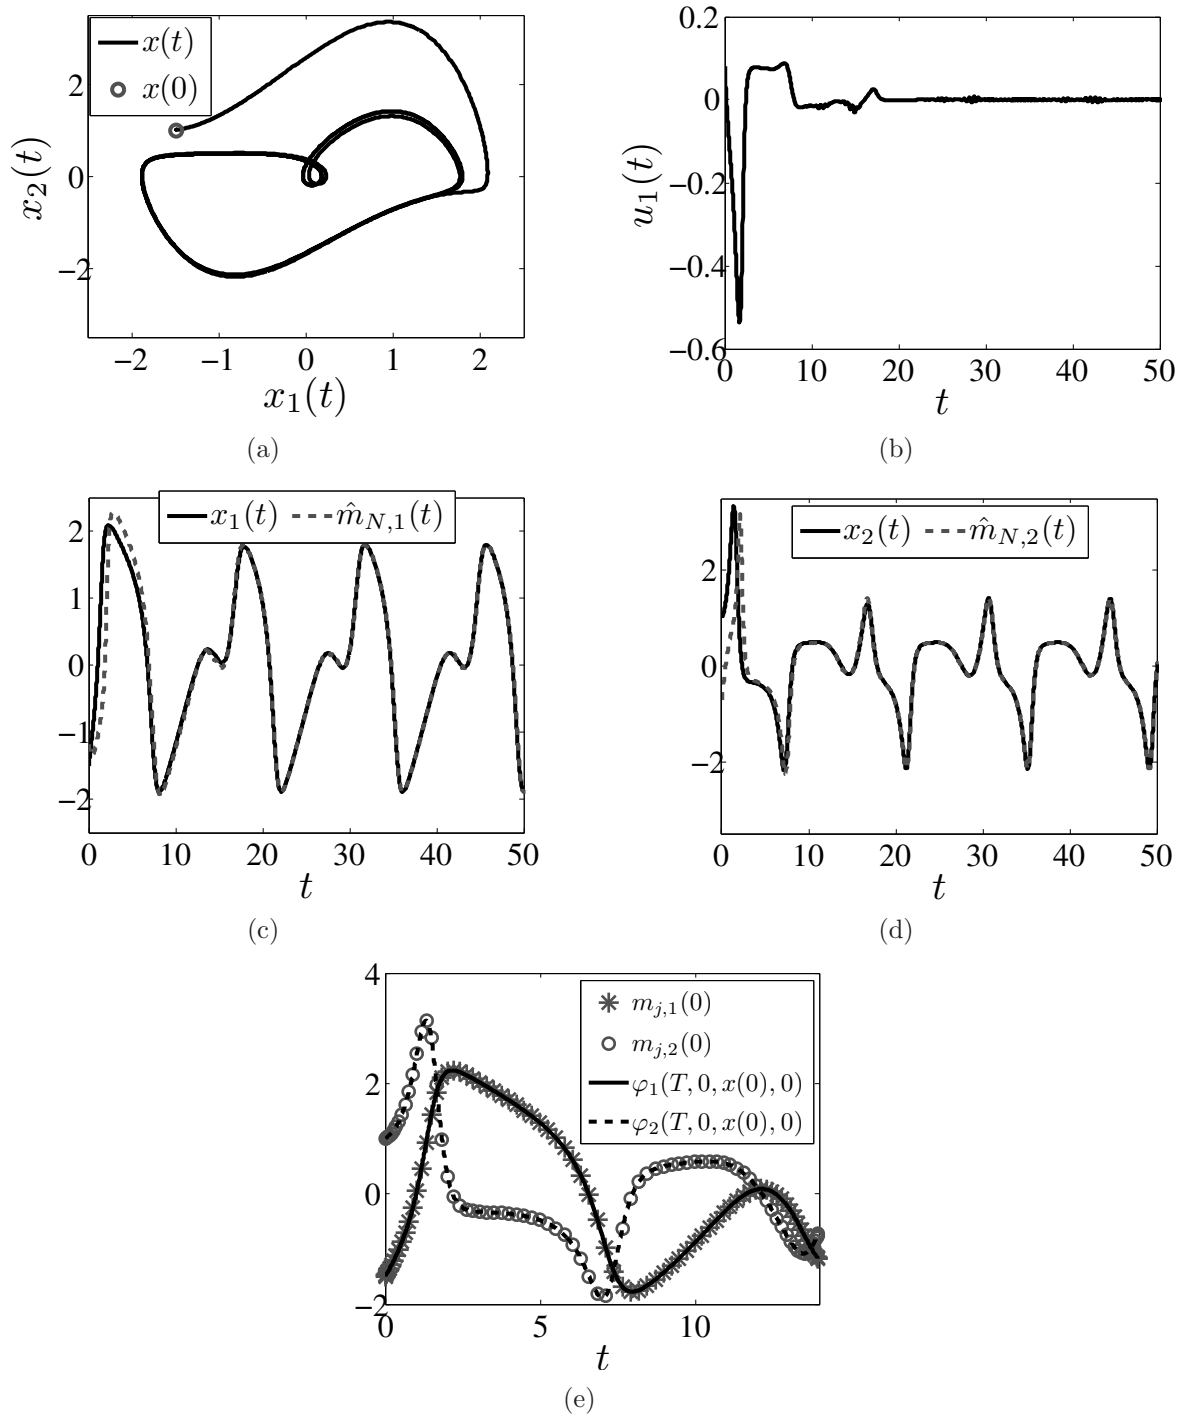 x(t)
x(0)
2
0
−2
x₂(t)
−2 −1 0 1 2
x₁(t)
(a)
0.2
0
−0.2
−0.4
−0.6
u₁(t)
0 10 20 30 40 50
t
(b)
x₁(t) m̂_{N,1}(t)
2
1
0
−1
−2
0 10 20 30 40 50
t
(c)
x₂(t) m̂_{N,2}(t)
2
0
−2
0 10 20 30 40 50
t
(d)
4
2
0
−2
m_{j,1}(0)
m_{j,2}(0)
φ₁(T, 0, x(0), 0)
φ₂(T, 0, x(0), 0)
0 5 10
t
(e)